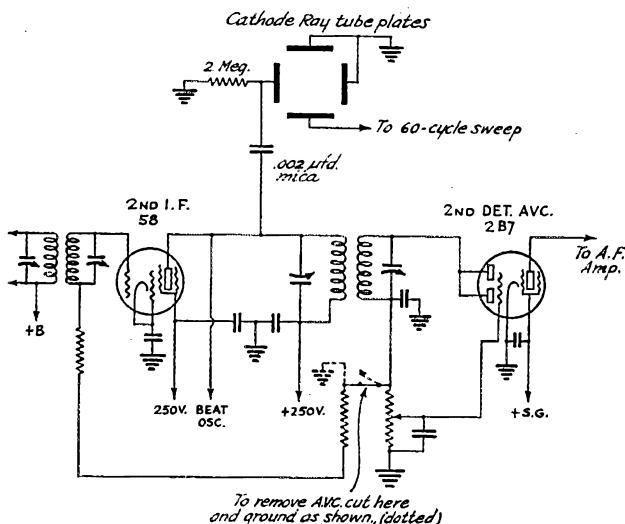 Cathode Ray tube plates
2 Meg.
To 60-cycle sweep
.002 µfd.
mica
2ND I.F.
58
2ND DET. AVC.
2B7
To A.F.
Amp.
+B
250V.
BEAT
OSC.
+250V.
+S.G.
To remove A.V.C. cut here
and ground as shown, (dotted)